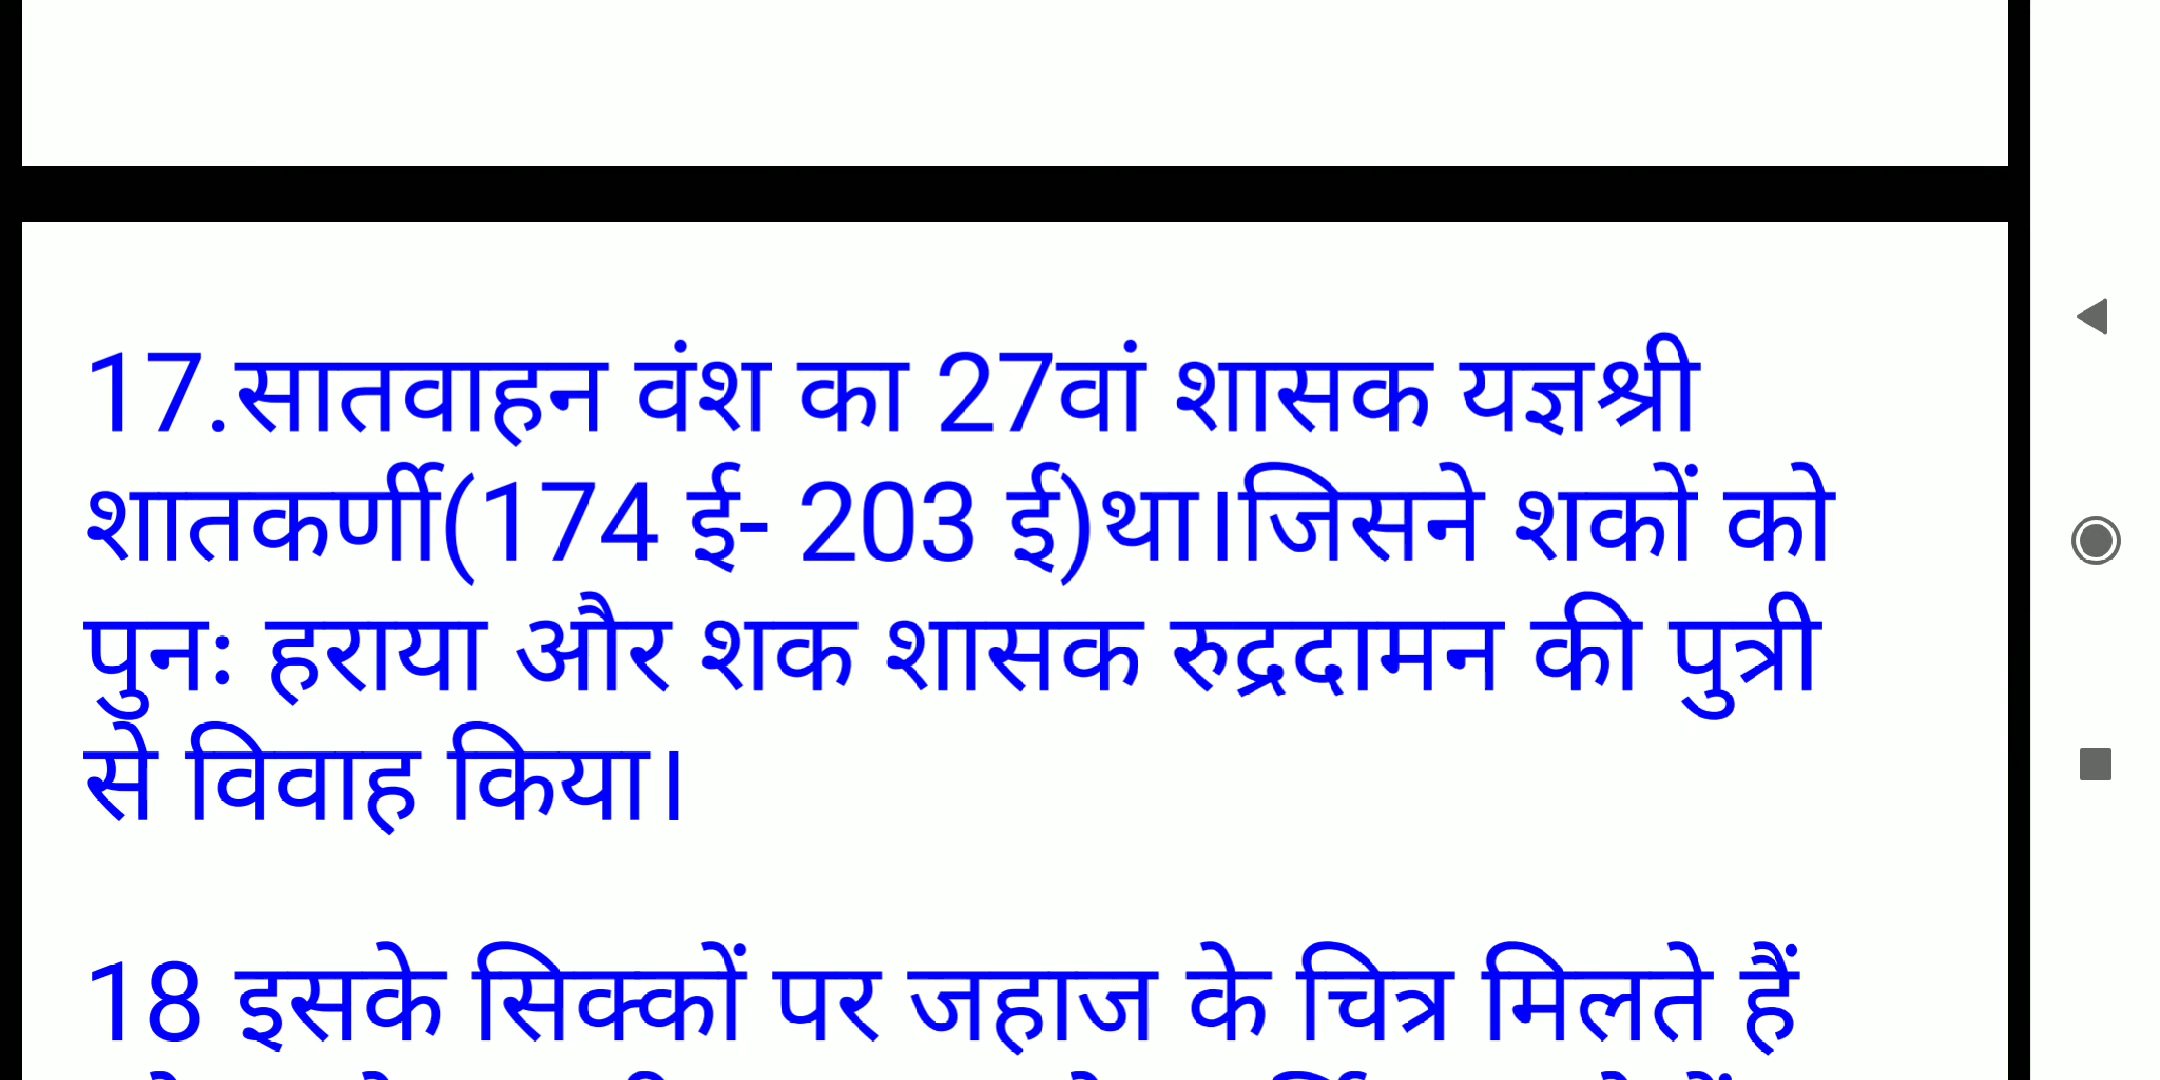 17.सातवाहन वंश का 27वां शासक यज्ञश्री
शातकर्णी(174 ई- 203 ई)था।जिसने शकों को
पुनः हराया और शक शासक रुद्रदामन की पुत्री
से विवाह किया।
18 इसके सिक्कों पर जहाज के चित्र मिलते हैं